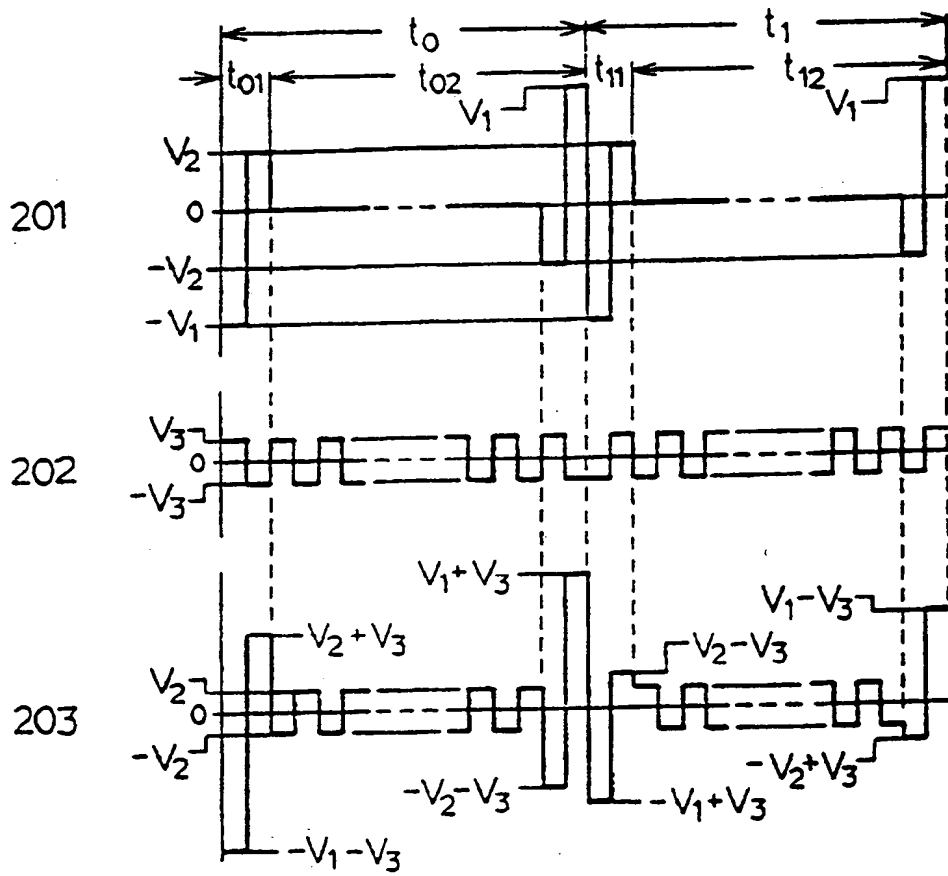 t₀ t₁
t₀₁ t₀₂ t₁₁ t₁₂
V₁ V₁
V₂
201 0
-V₂
-V₁
V₃
202 0
-V₃
V₁+V₃ V₁-V₃
V₂+V₃ V₂-V₃
V₂
203 0
-V₂ -V₂+V₃
-V₂-V₃ -V₁+V₃
-V₁-V₃